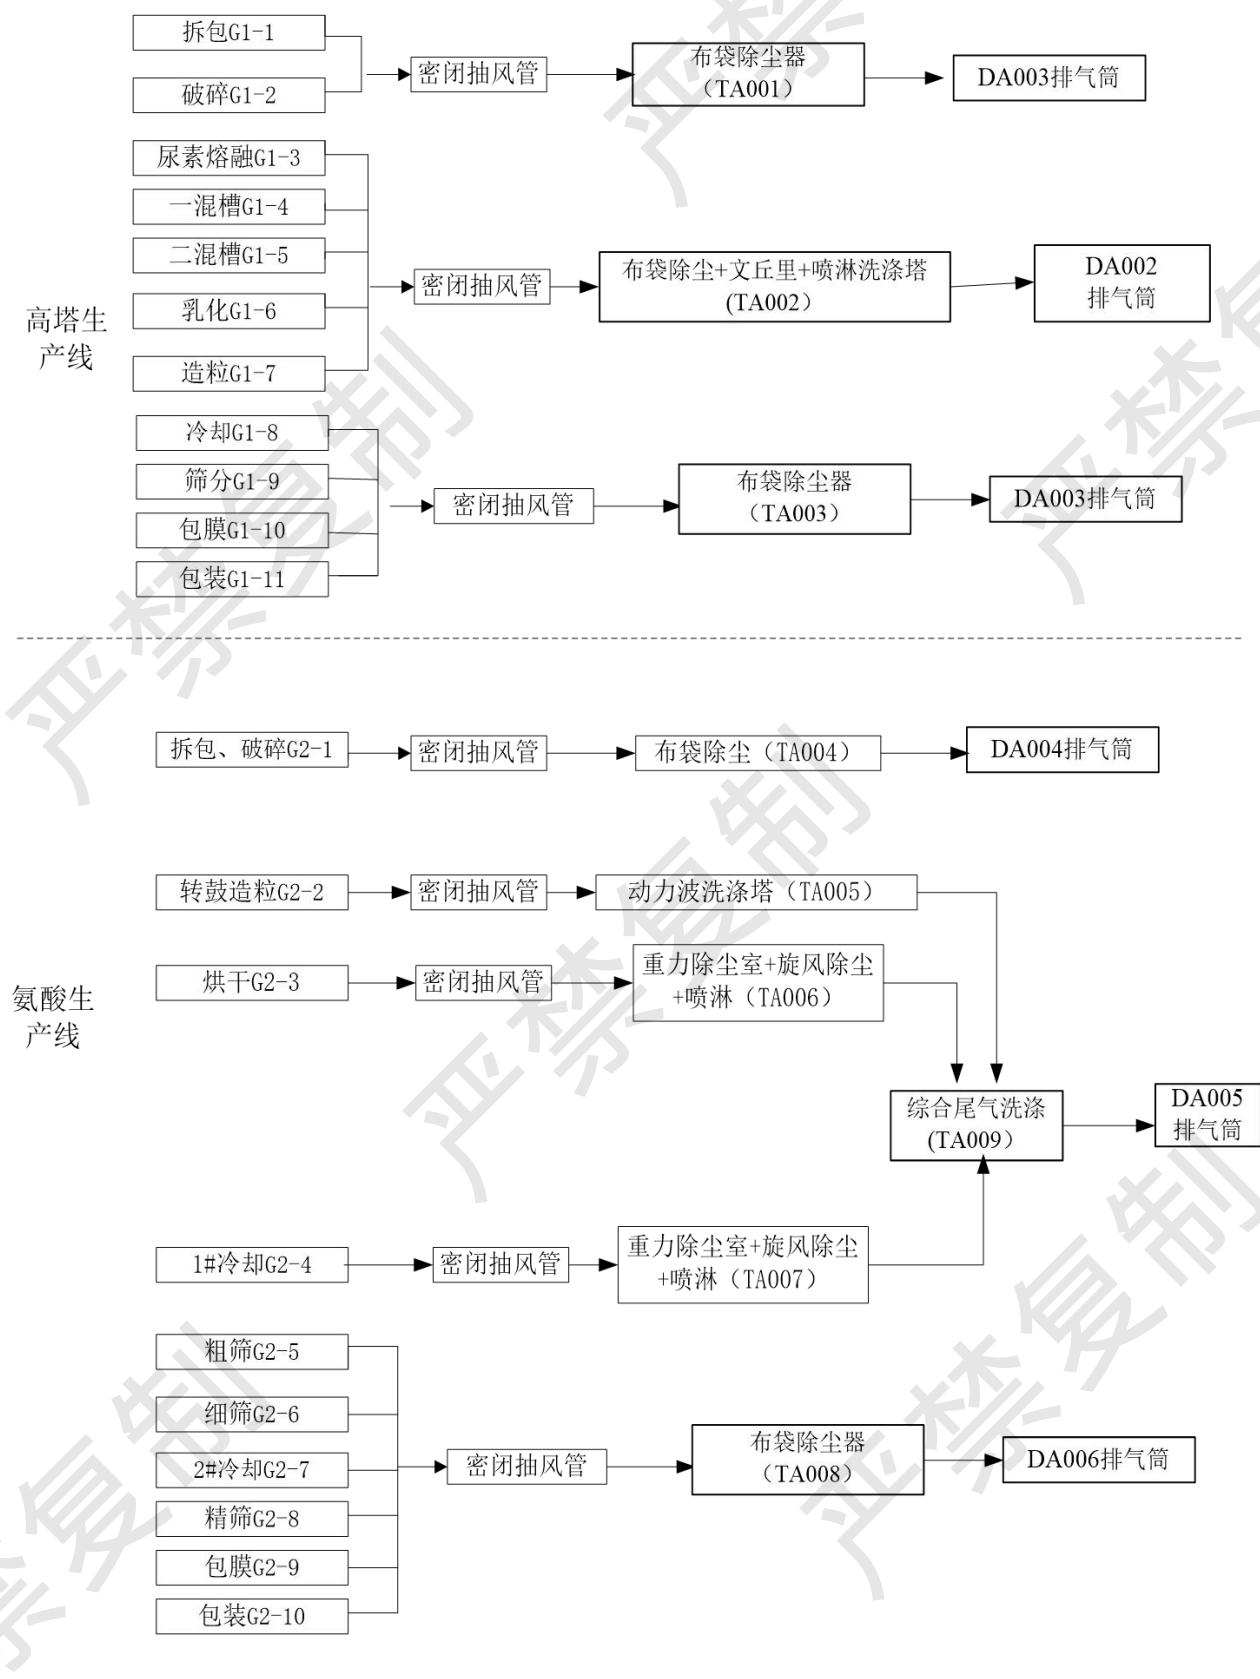 拆包G1-1
破碎G1-2
密闭抽风管
布袋除尘器
（TA001）
DA003排气筒
尿素熔融G1-3
一混槽G1-4
二混槽G1-5
乳化G1-6
造粒G1-7
密闭抽风管
布袋除尘+文丘里+喷淋洗涤塔
(TA002）
DA002
排气筒
高塔生
产线
冷却G1-8
筛分G1-9
包膜G1-10
包装G1-11
密闭抽风管
布袋除尘器
（TA003）
DA003排气筒
拆包、破碎G2-1
密闭抽风管
布袋除尘（TA004）
DA004排气筒
转鼓造粒G2-2
密闭抽风管
动力波洗涤塔（TA005）
烘干G2-3
密闭抽风管
重力除尘室+旋风除尘
+喷淋（TA006）
氨酸生
产线
综合尾气洗涤
(TA009）
DA005
排气筒
1#冷却G2-4
密闭抽风管
重力除尘室+旋风除尘
+喷淋（TA007）
粗筛G2-5
细筛G2-6
2#冷却G2-7
精筛G2-8
包膜G2-9
包装G2-10
密闭抽风管
布袋除尘器
（TA008）
DA006排气筒
严禁复制
严禁复制
严禁复制
严禁复制
严禁复制
禁复制